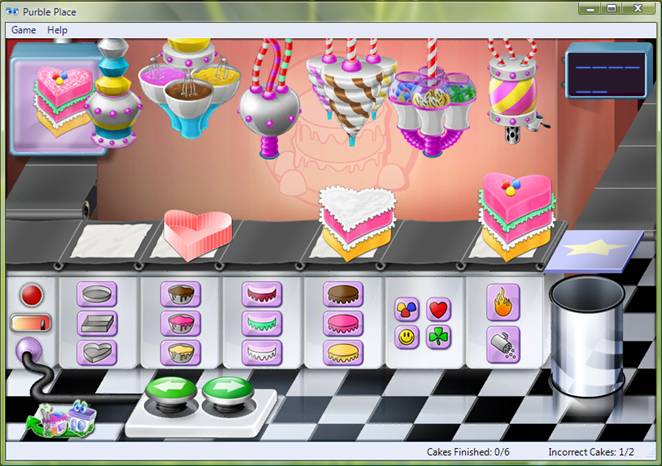 Purble Place
Game Help
Cakes Finished: 0/6 Incorrect Cakes: 1/2